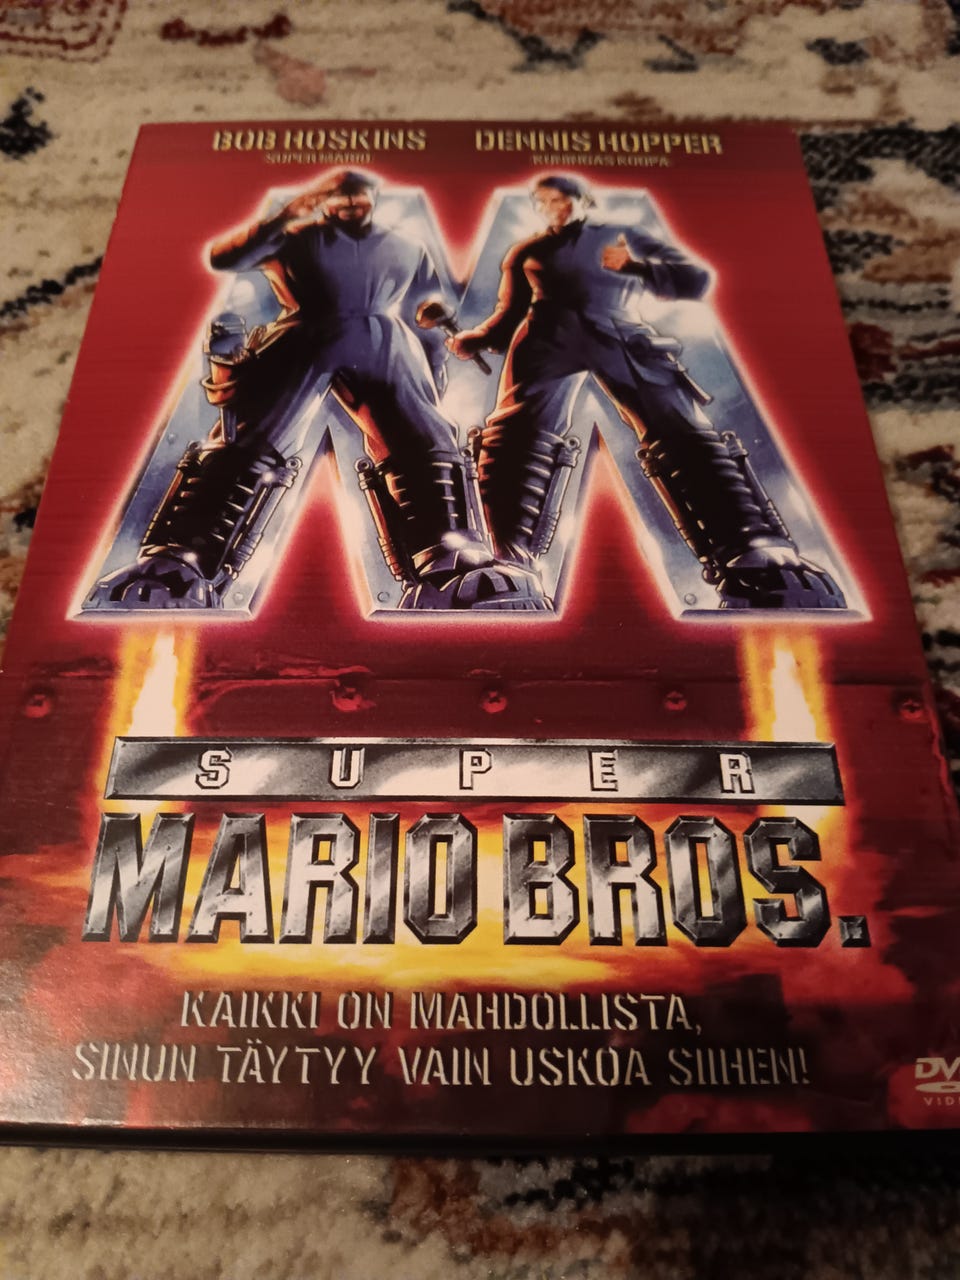 BOB HOSKINS DENNIS HOPPER
SUPER MARIO KUNINGAS KOOPA
SUPER
MARIO BROS.
KAIKKI ON MAHDOLLISTA,
SINUN TÄYTYY VAIN USKOA SIIHEN!